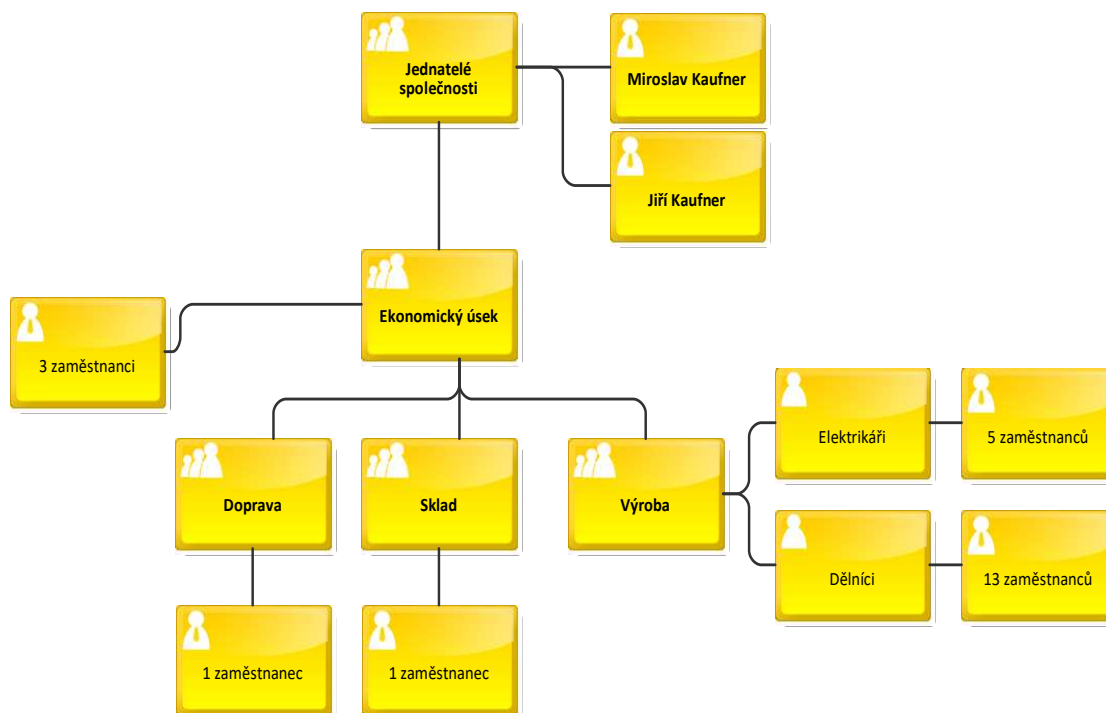 Jednatelé
společnosti
Miroslav Kaufner
Jiří Kaufner
Ekonomický úsek
3 zaměstnanci
Elektrikáři
5 zaměstnanců
Doprava
Sklad
Výroba
Dělníci
13 zaměstnanců
1 zaměstnanec
1 zaměstnanec